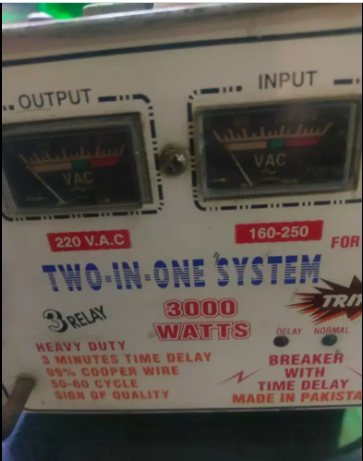 OUTPUT
INPUT
VAC
VAC
220 V.A.C
160-250
FOR
TWO-IN-ONE SYSTEM
3 RELAY
3000
WATTS
HEAVY DUTY
3 MINUTES TIME DELAY
99% COOPER WIRE
50-60 CYCLE
SIGN OF QUALITY
DELAY NORMAL
BREAKER
WITH
TIME DELAY
MADE IN PAKISTA